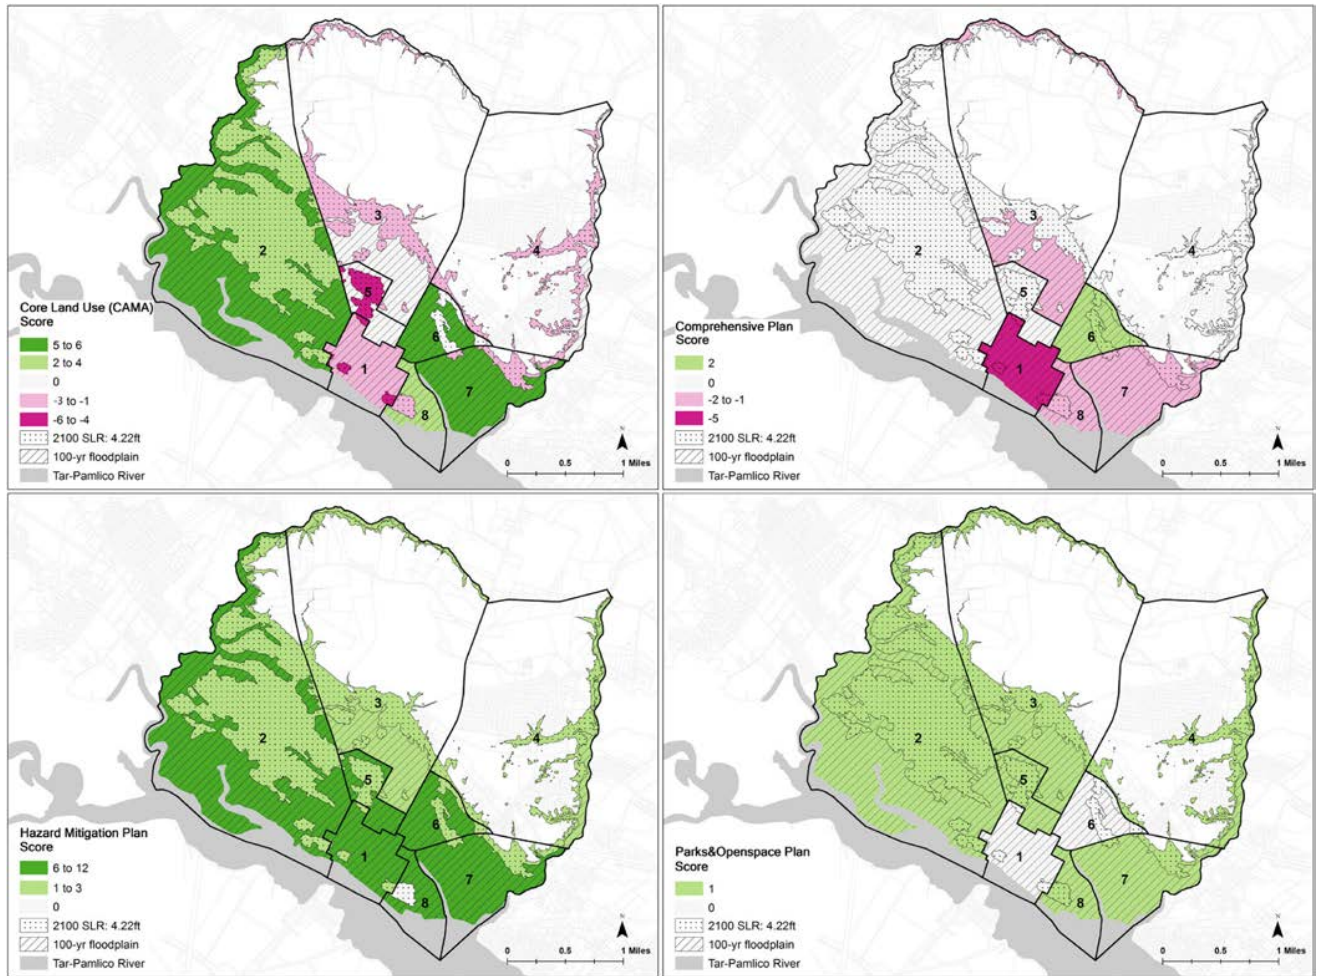 2
3
4
5
6
1
7
8
Core Land Use (CAMA)
Score
5 to 6
2 to 4
0
-3 to -1
-6 to -4
2100 SLR: 4.22ft
100-yr floodplain
Tar-Pamlico River
N
0 0.5 1 Miles
2
3
4
5
6
1
7
8
Comprehensive Plan
Score
2
0
-2 to -1
-5
2100 SLR: 4.22ft
100-yr floodplain
Tar-Pamlico River
N
0 0.5 1 Miles
2
3
4
5
6
1
7
8
Hazard Mitigation Plan
Score
6 to 12
1 to 3
0
2100 SLR: 4.22ft
100-yr floodplain
Tar-Pamlico River
N
0 0.5 1 Miles
2
3
4
5
6
1
7
8
Parks&Openspace Plan
Score
1
0
2100 SLR: 4.22ft
100-yr floodplain
Tar-Pamlico River
N
0 0.5 1 Miles